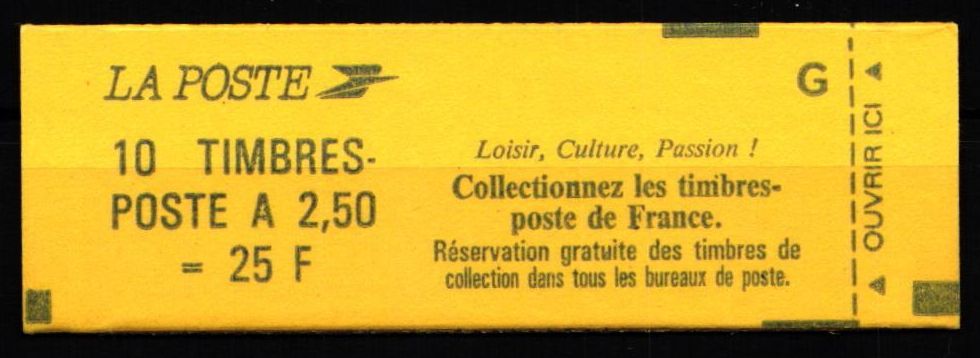 LA POSTE
10 TIMBRES-
POSTE A 2,50
= 25 F
G
Loisir, Culture, Passion !
Collectionnez les timbres-
poste de France.
Réservation gratuite des timbres de
collection dans tous les bureaux de poste.
OUVRIR ICI